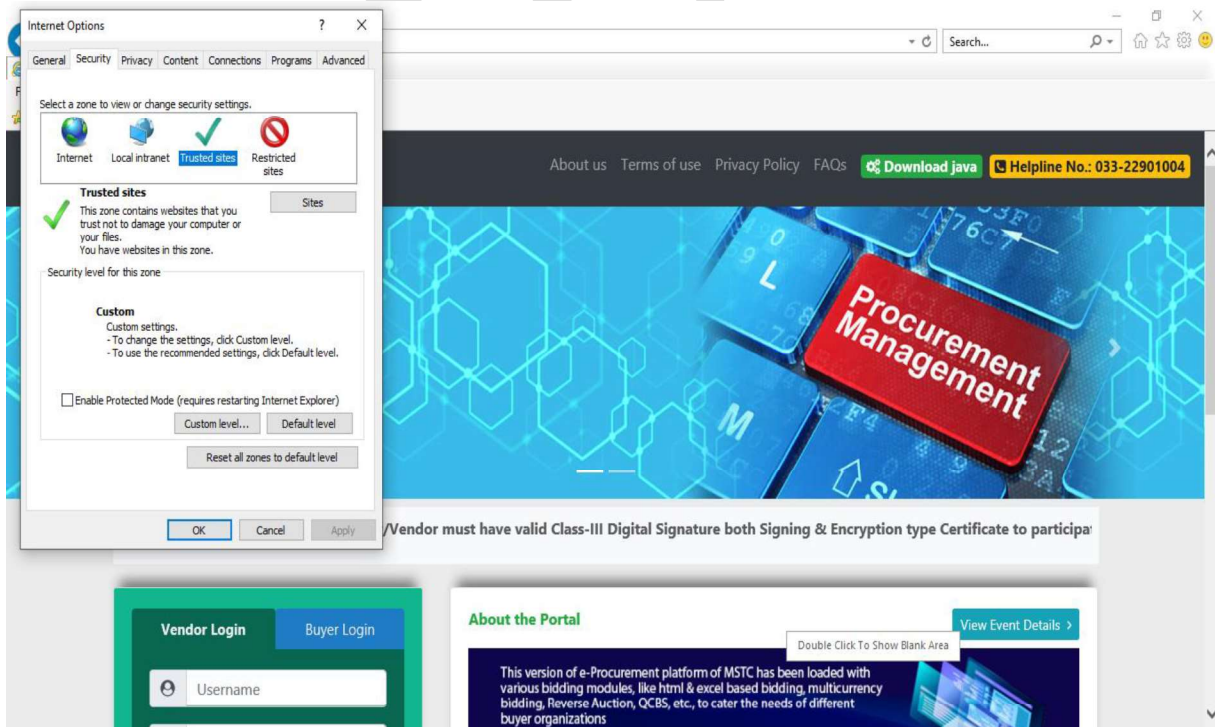 Internet Options ? X
Search...
General Security Privacy Content Connections Programs Advanced
Select a zone to view or change security settings.
Internet Local intranet Trusted sites Restricted sites
Trusted sites
Sites
This zone contains websites that you
trust not to damage your computer or
your files.
You have websites in this zone.
Security level for this zone
Custom
Custom settings.
- To change the settings, click Custom level.
- To use the recommended settings, click Default level.
Enable Protected Mode (requires restarting Internet Explorer)
Custom level... Default level
Reset all zones to default level
OK Cancel Apply
About us Terms of use Privacy Policy FAQs Download java Helpline No.: 033-22901004
L
M
Procurement
Management
/Vendor must have valid Class-III Digital Signature both Signing & Encryption type Certificate to participa
Vendor Login Buyer Login
Username
About the Portal
View Event Details >
Double Click To Show Blank Area
This version of e-Procurement platform of MSTC has been loaded with
various bidding modules, like html & excel based bidding, multicurrency
bidding, Reverse Auction, QCBS, etc., to cater the needs of different
buyer organizations